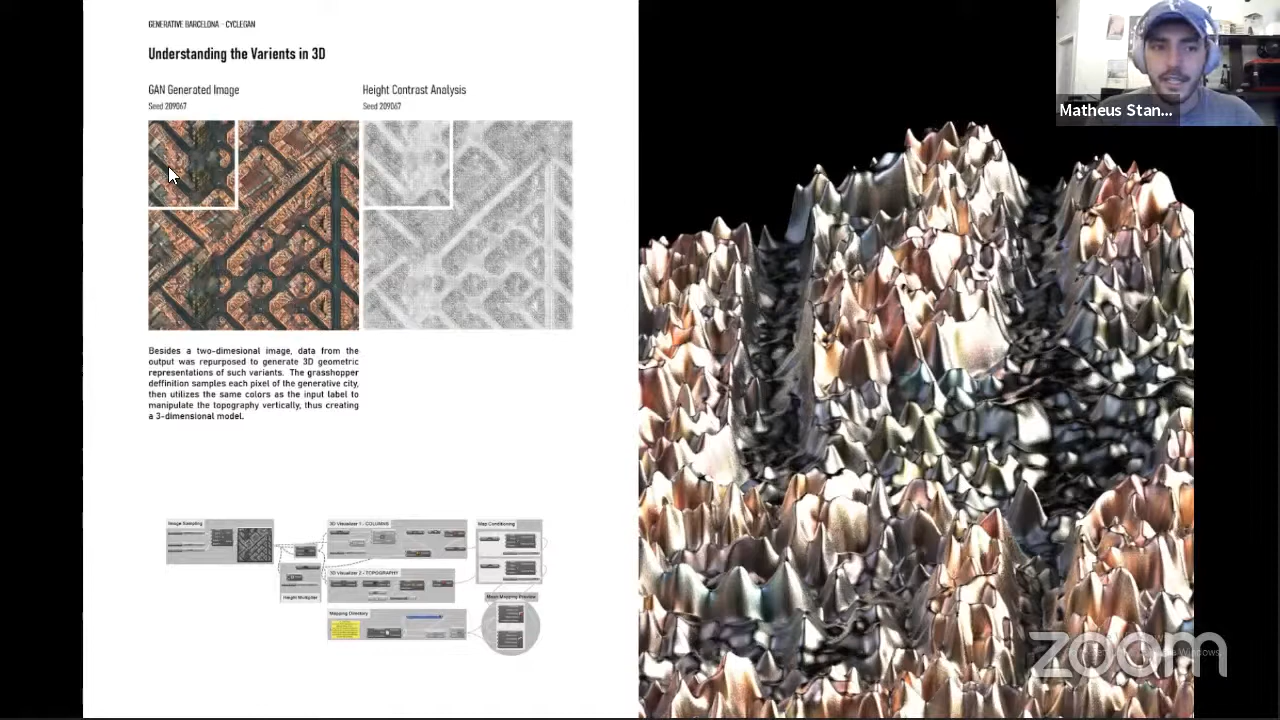 GENERATIVE BARCELONA - CYCLEGAN
Understanding the Varients in 3D
GAN Generated Image
Seed 209067
Height Contrast Analysis
Seed 209067
Besides a two-dimesional image, data from the
output was repurposed to generate 3D geometric
representations of such variants. The grasshopper
deffinition samples each pixel of the generative city,
then utilizes the same colors as the input label to
manipulate the topography vertically, thus creating
a 3-dimensional model.
Image Sampling
3D Visualizer 1 - COLUMNS
Map Conditioning
3D Visualizer 2 - TOPOGRAPHY
Height Multiplier
Mapping Directory
Mesh Mapping Preview
Matheus Stan...
zoom